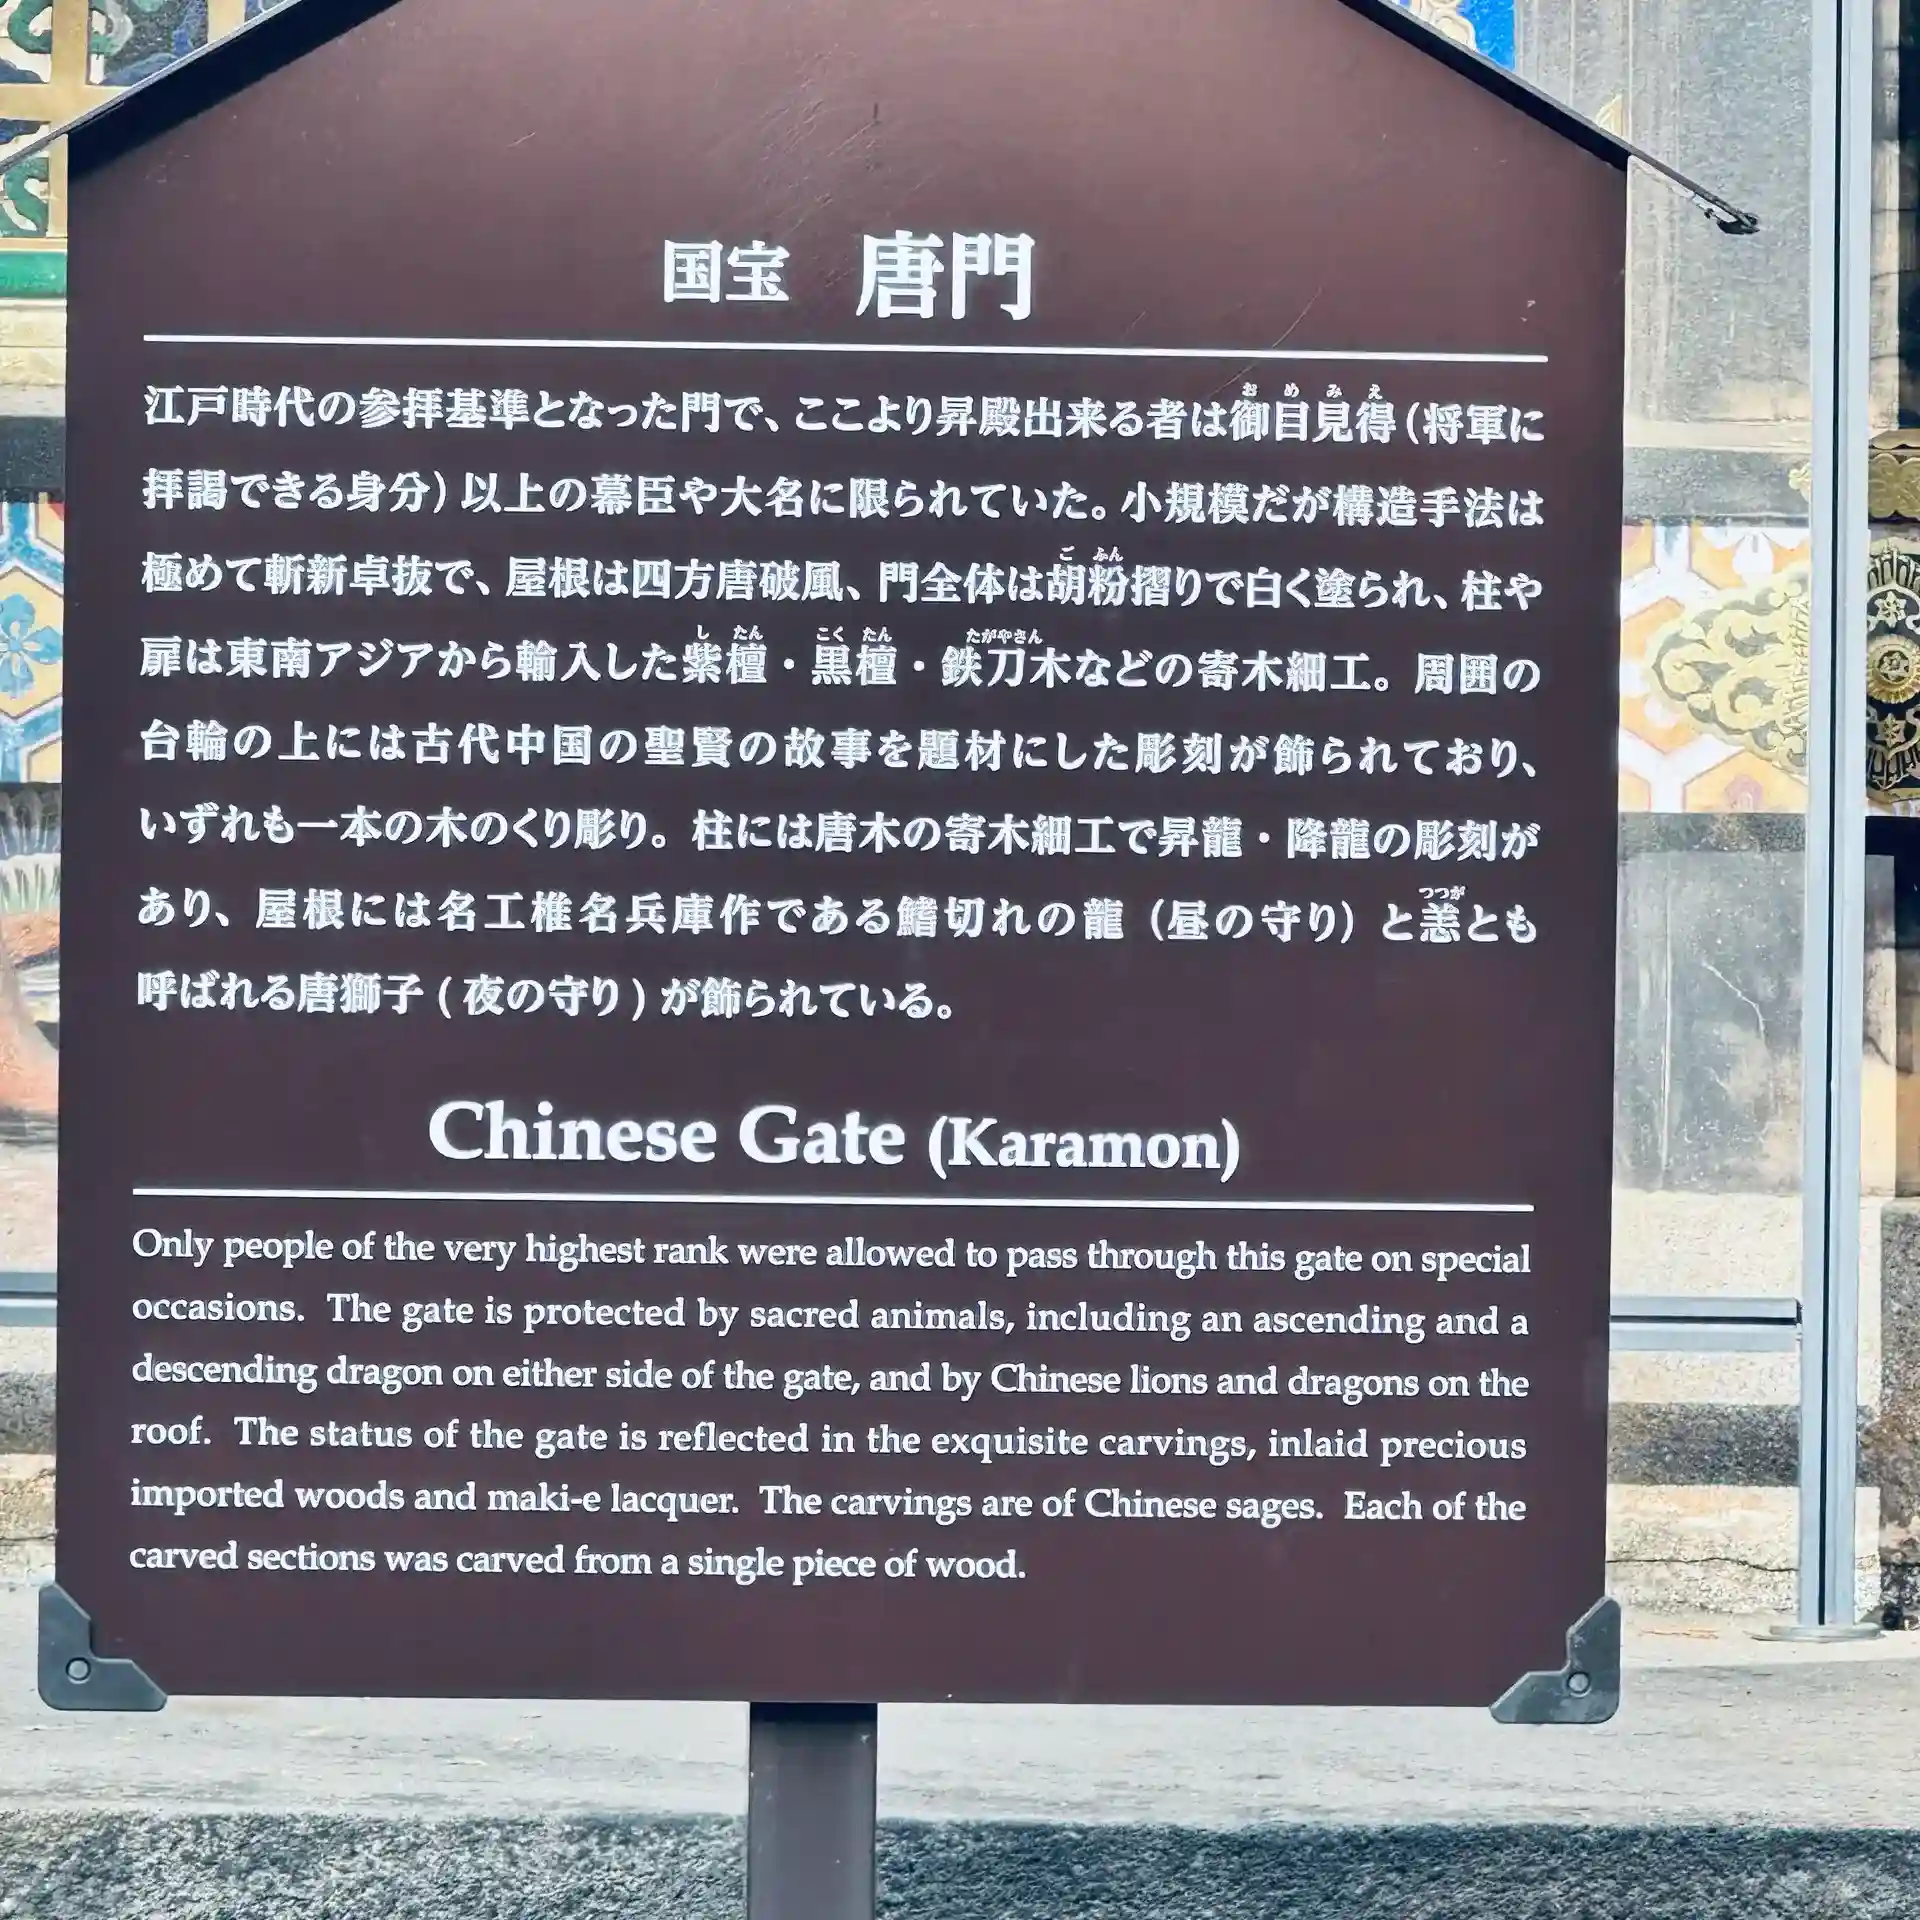 国宝 唐門
江戸時代の参拝基準となった門で、ここより昇殿出来る者は御目見得(将軍に
拝謁できる身分)以上の幕臣や大名に限られていた。小規模だが構造手法は
極めて斬新卓抜で、屋根は四方唐破風、門全体は胡粉摺りで白く塗られ、柱や
扉は東南アジアから輸入した紫檀・黒檀・鉄刀木などの寄木細工。周囲の
台輪の上には古代中国の聖賢の故事を題材にした彫刻が飾られており、
いずれも一本の木のくり彫り。柱には唐木の寄木細工で昇龍・降龍の彫刻が
あり、屋根には名工椎名兵庫作である鰭切れの龍(昼の守り)と恙とも
呼ばれる唐獅子(夜の守り)が飾られている。
Chinese Gate (Karamon)
Only people of the very highest rank were allowed to pass through this gate on special
occasions. The gate is protected by sacred animals, including an ascending and a
descending dragon on either side of the gate, and by Chinese lions and dragons on the
roof. The status of the gate is reflected in the exquisite carvings, inlaid precious
imported woods and maki-e lacquer. The carvings are of Chinese sages. Each of the
carved sections was carved from a single piece of wood.